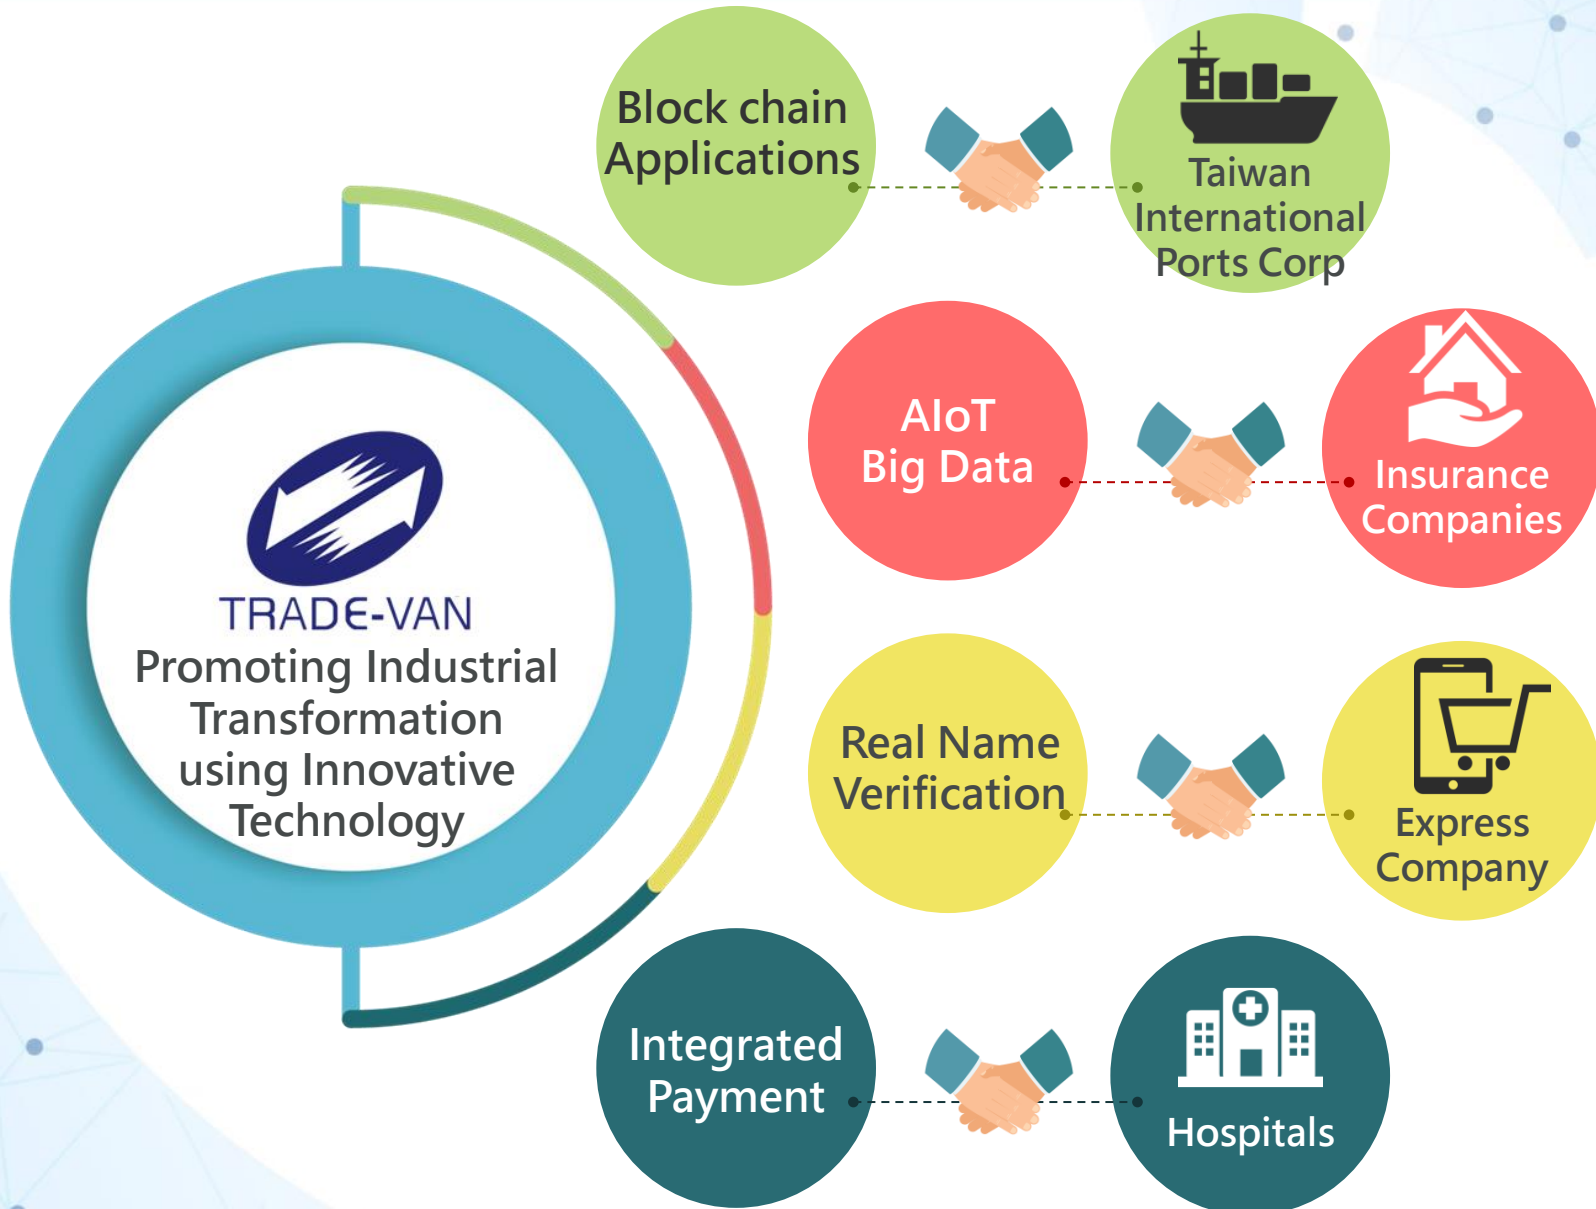 Block chain
Applications
Taiwan
International
Ports Corp
AIoT
Big Data
Insurance
Companies
TRADE-VAN
Promoting Industrial
Transformation
using Innovative
Technology
Real Name
Verification
Express
Company
Integrated
Payment
Hospitals